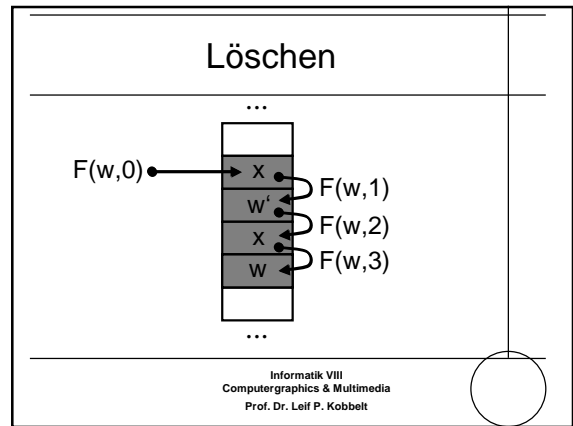 Löschen
...
F(w,0)
x
F(w,1)
w‘
F(w,2)
x
F(w,3)
w
...
Informatik VIII
Computergraphics & Multimedia
Prof. Dr. Leif P. Kobbelt